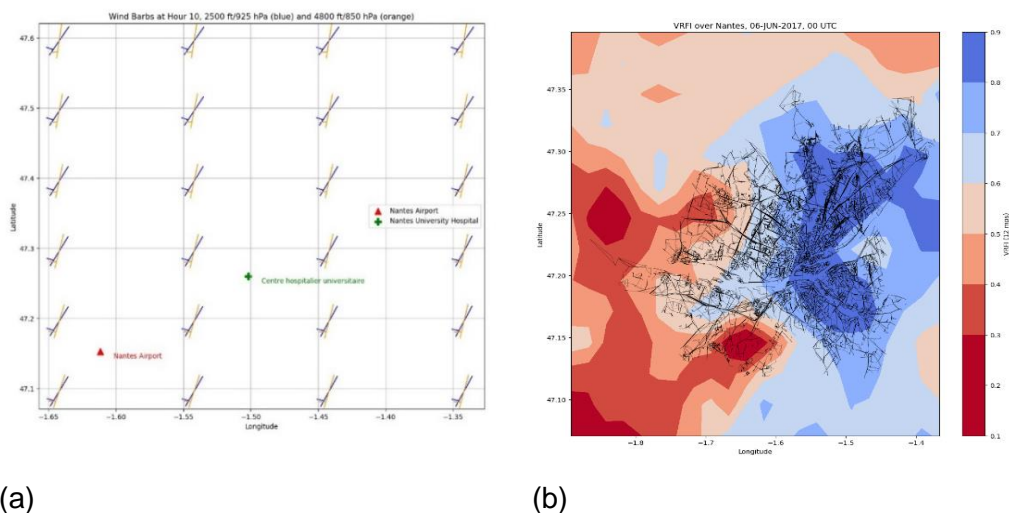 Wind Barbs at Hour 10, 2500 ft/925 hPa (blue) and 4800 ft/850 hPa (orange)
47.6
47.5
47.4
47.3
47.2
47.1
Latitude
Nantes Airport
Nantes University Hospital
Centre hospitalier universitaire
Nantes Airport
−1.65
−1.60
−1.55
−1.50
−1.45
−1.40
−1.35
Longitude
(a)
VRFI over Nantes, 06-JUN-2017, 00 UTC
47.35
47.30
47.25
47.20
47.15
47.10
Latitude
−1.8
−1.7
−1.6
−1.5
−1.4
Longitude
0.9
0.8
0.7
0.6
0.5
0.4
0.3
0.2
0.1
VRFI (12 mps)
(b)